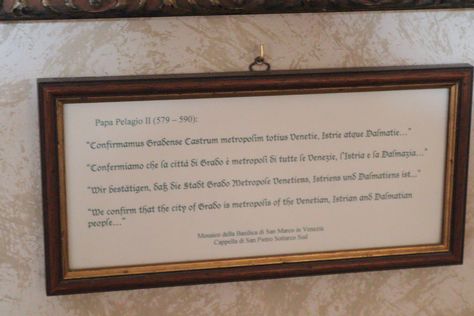 Papa Pelagio II (579 – 590):
"Confirmamus Gradense Castrum metropolim totius Venetie, Istrie atque Dalmatie..."
"Confermiamo che la città di Grado è metropoli di tutte le Venezie, l'Istria e la Dalmazia..."
"Wir bestätigen, daß die Stadt Grado Metropole Venetiens, Istriens und Dalmatiens ist..."
"We confirm that the city of Grado is metropolis of the Venetian, Istrian and Dalmatian
people..."
Mosaico della Basilica di San Marco in Venezia
Cappella di San Pietro Sottarco Sud